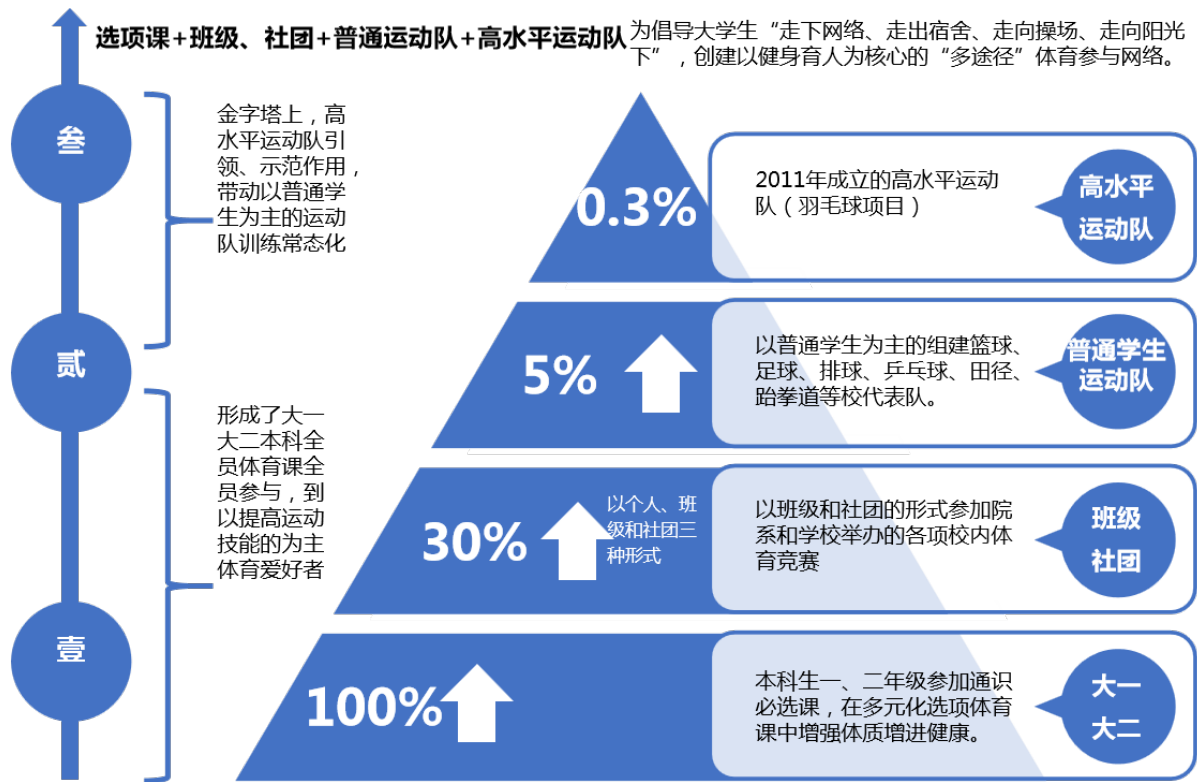 选项课+班级、社团+普通运动队+高水平运动队
为倡导大学生“走下网络、走出宿舍、走向操场、走向阳光
下”，创建以健身育人为核心的“多途径”体育参与网络。
叁
金字塔上，高
水平运动队引
领、示范作用，
带动以普通学
生为主的运动
队训练常态化
0.3%
2011年成立的高水平运动
队（羽毛球项目）
高水平
运动队
贰
5%
以普通学生为主的组建篮球、
足球、排球、乒乓球、田径、
跆拳道等校代表队。
普通学生
运动队
形成了大一
大二本科全
员体育课全
员参与，到
以提高运动
技能的为主
体育爱好者
30%
以个人、班
级和社团三
种形式
以班级和社团的形式参加院
系和学校举办的各项校内体
育竞赛
班级
社团
壹
100%
本科生一、二年级参加通识
必选课，在多元化选项体育
课中增强体质增进健康。
大一
大二